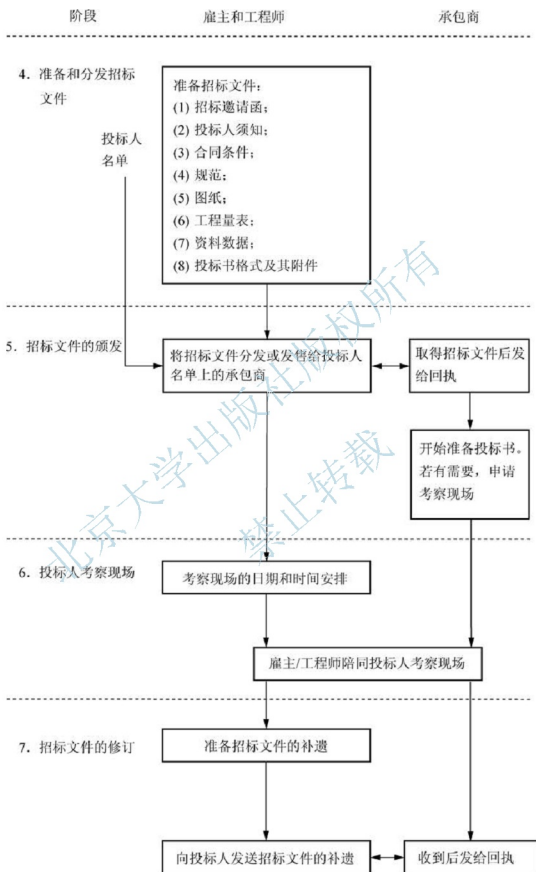 阶段
雇主和工程师
承包商
4. 准备和分发招标
文件
投标人
名单
准备招标文件：
(1) 招标邀请函；
(2) 投标人须知；
(3) 合同条件；
(4) 规范；
(5) 图纸；
(6) 工程量表；
(7) 资料数据；
(8) 投标书格式及其附件
5. 招标文件的颁发
将招标文件分发或发售给投标人
名单上的承包商
取得招标文件后发
给回执
开始准备投标书。
若有需要，申请
考察现场
6. 投标人考察现场
考察现场的日期和时间安排
雇主/工程师陪同投标人考察现场
7. 招标文件的修订
准备招标文件的补遗
向投标人发送招标文件的补遗
收到后发给回执
北京大学出版社版权所有
禁止转载